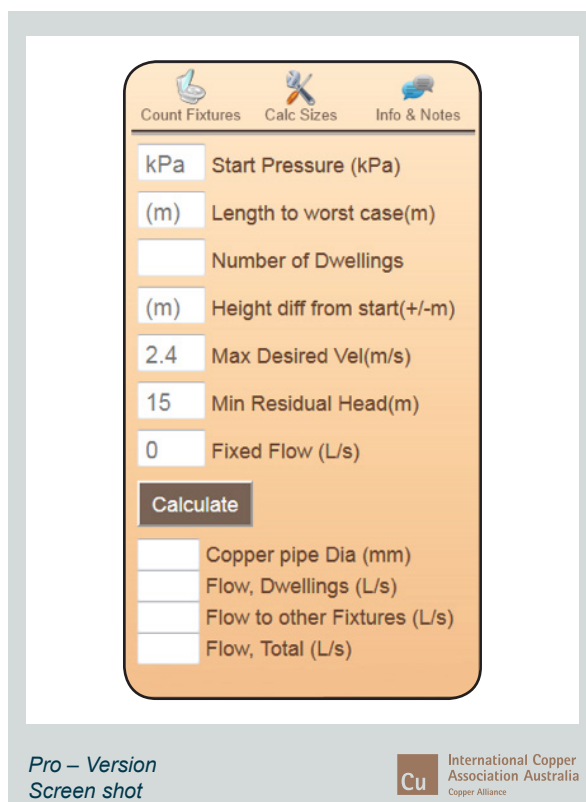 Count Fixtures Calc Sizes Info & Notes
kPa Start Pressure (kPa)
(m) Length to worst case(m)
Number of Dwellings
(m) Height diff from start(+/-m)
2.4 Max Desired Vel(m/s)
15 Min Residual Head(m)
0 Fixed Flow (L/s)
Calculate
Copper pipe Dia (mm)
Flow, Dwellings (L/s)
Flow to other Fixtures (L/s)
Flow, Total (L/s)
Pro – Version
Screen shot
Cu
International Copper
Association Australia
Copper Alliance